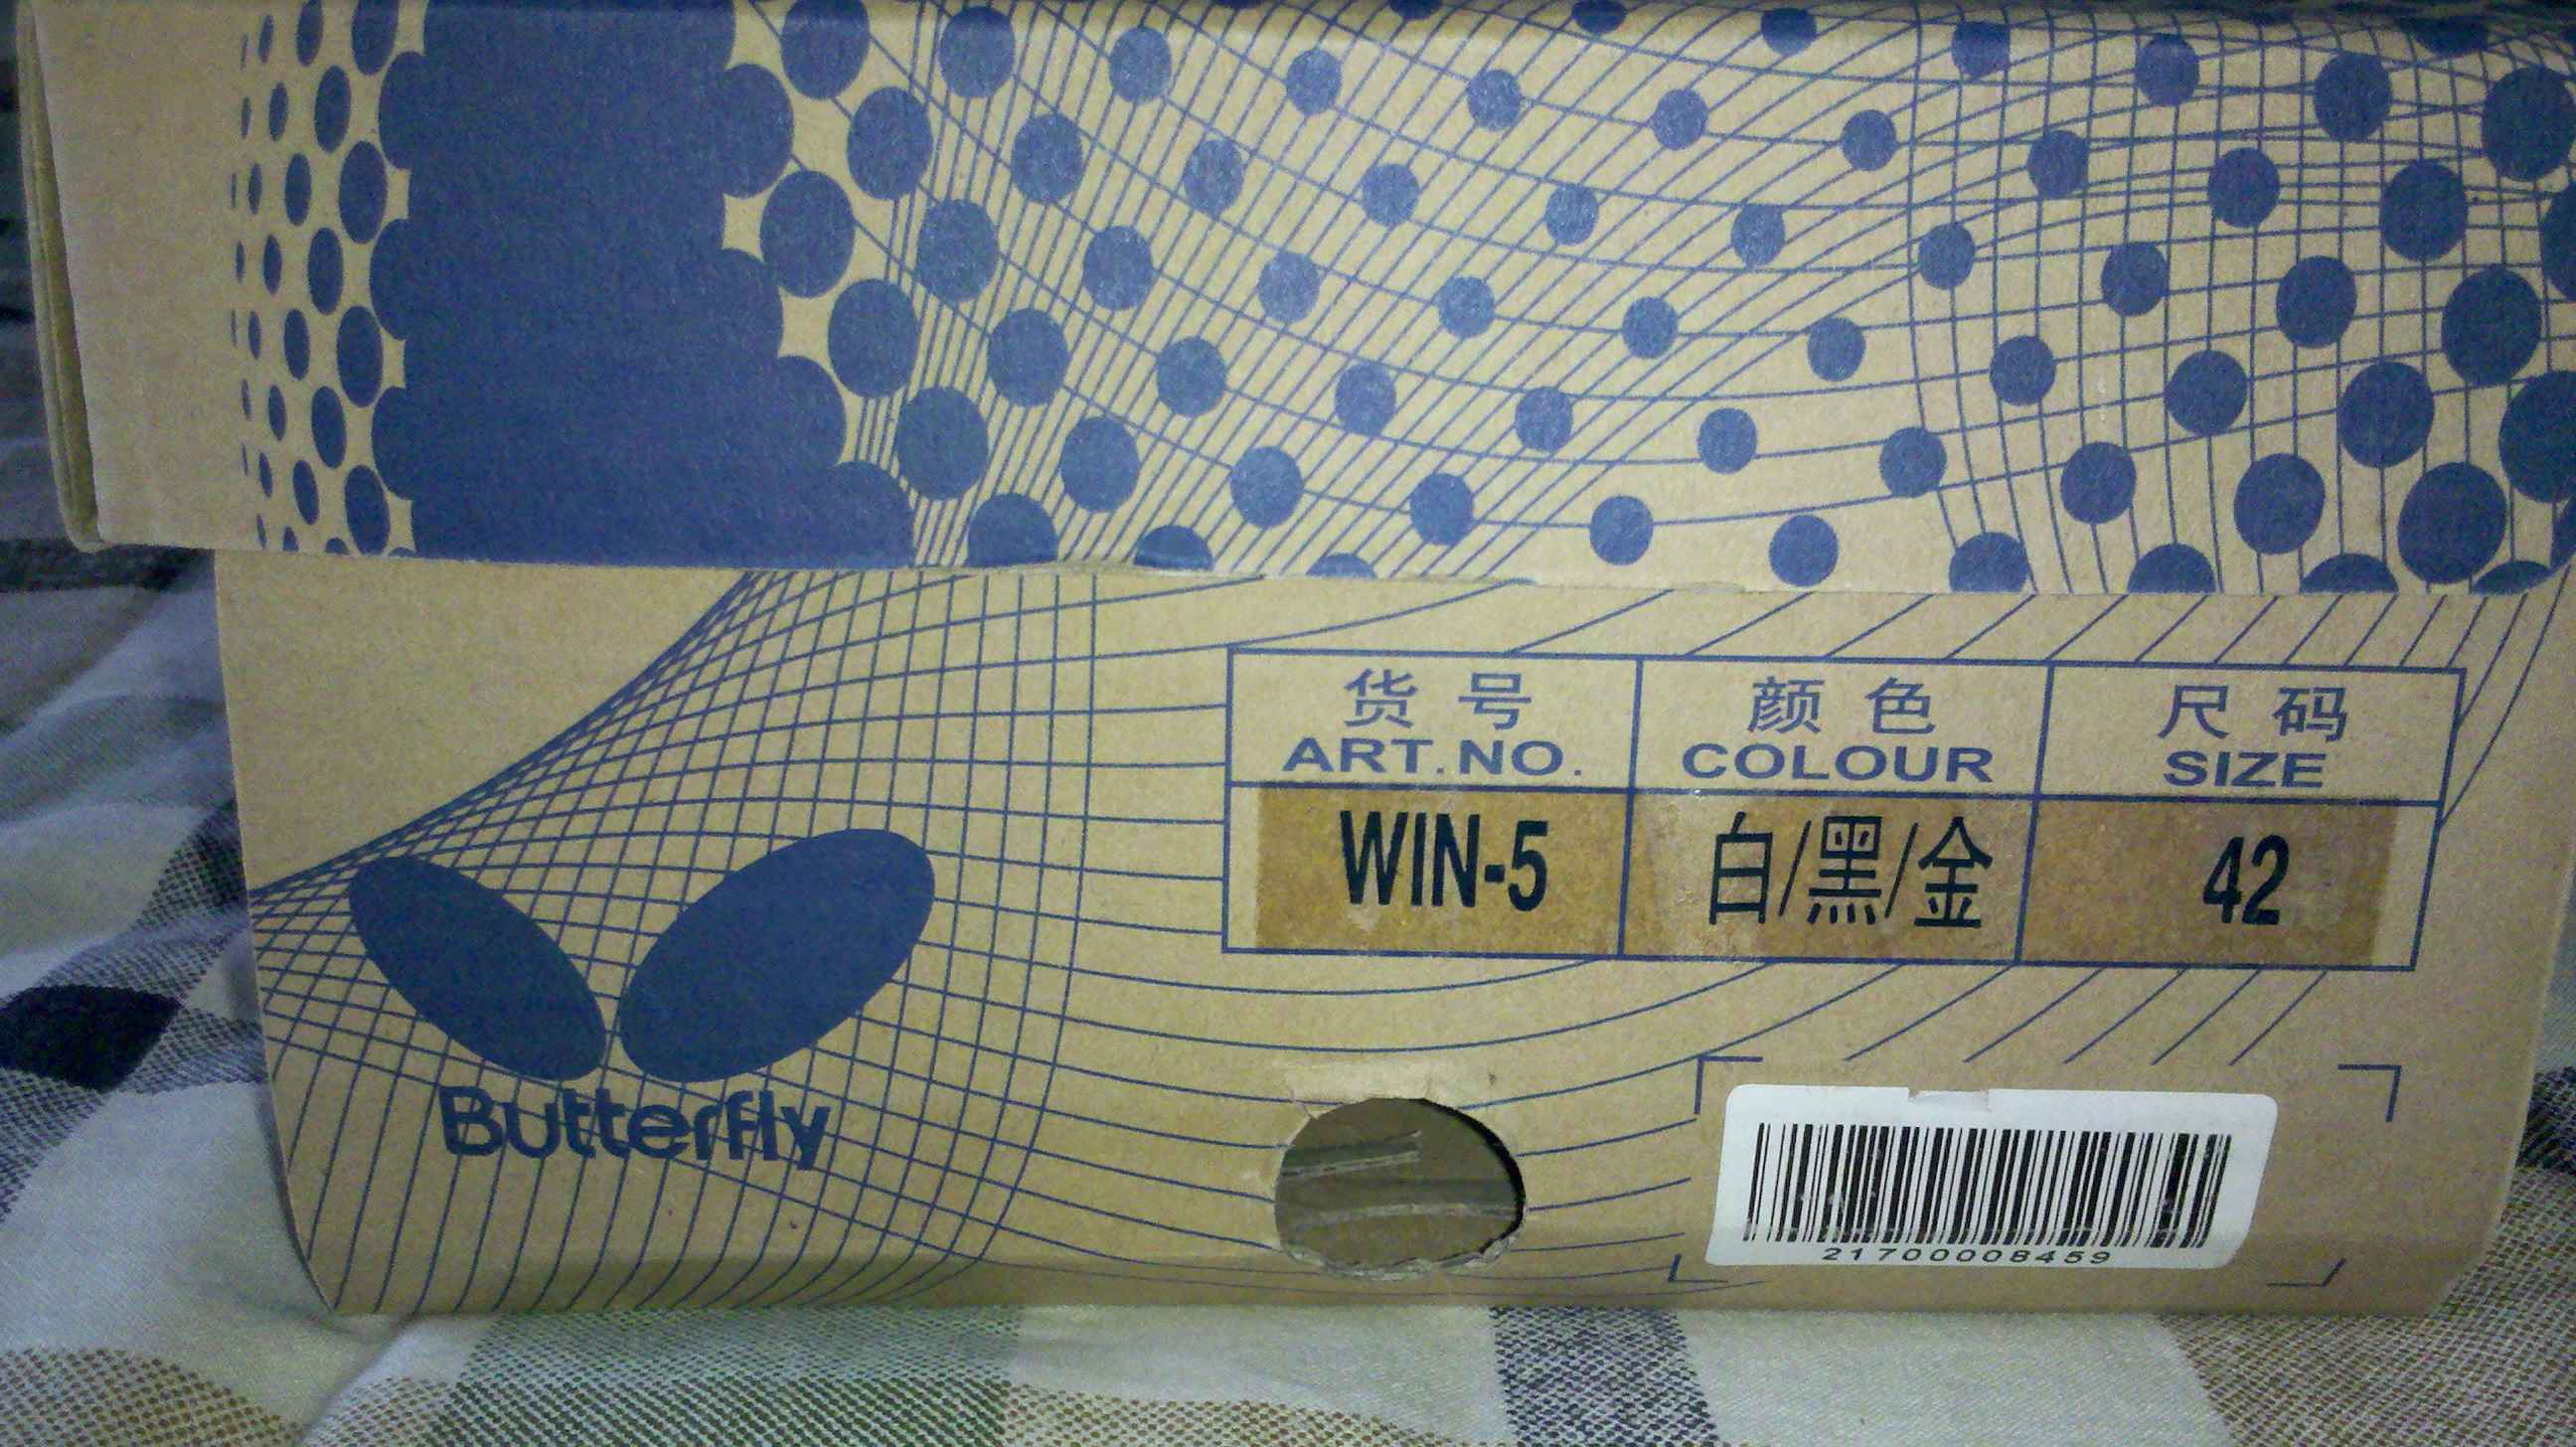 货号 颜色 尺码
ART.NO. COLOUR SIZE
WIN-5 白/黑/金 42
Butterfly
21700008459